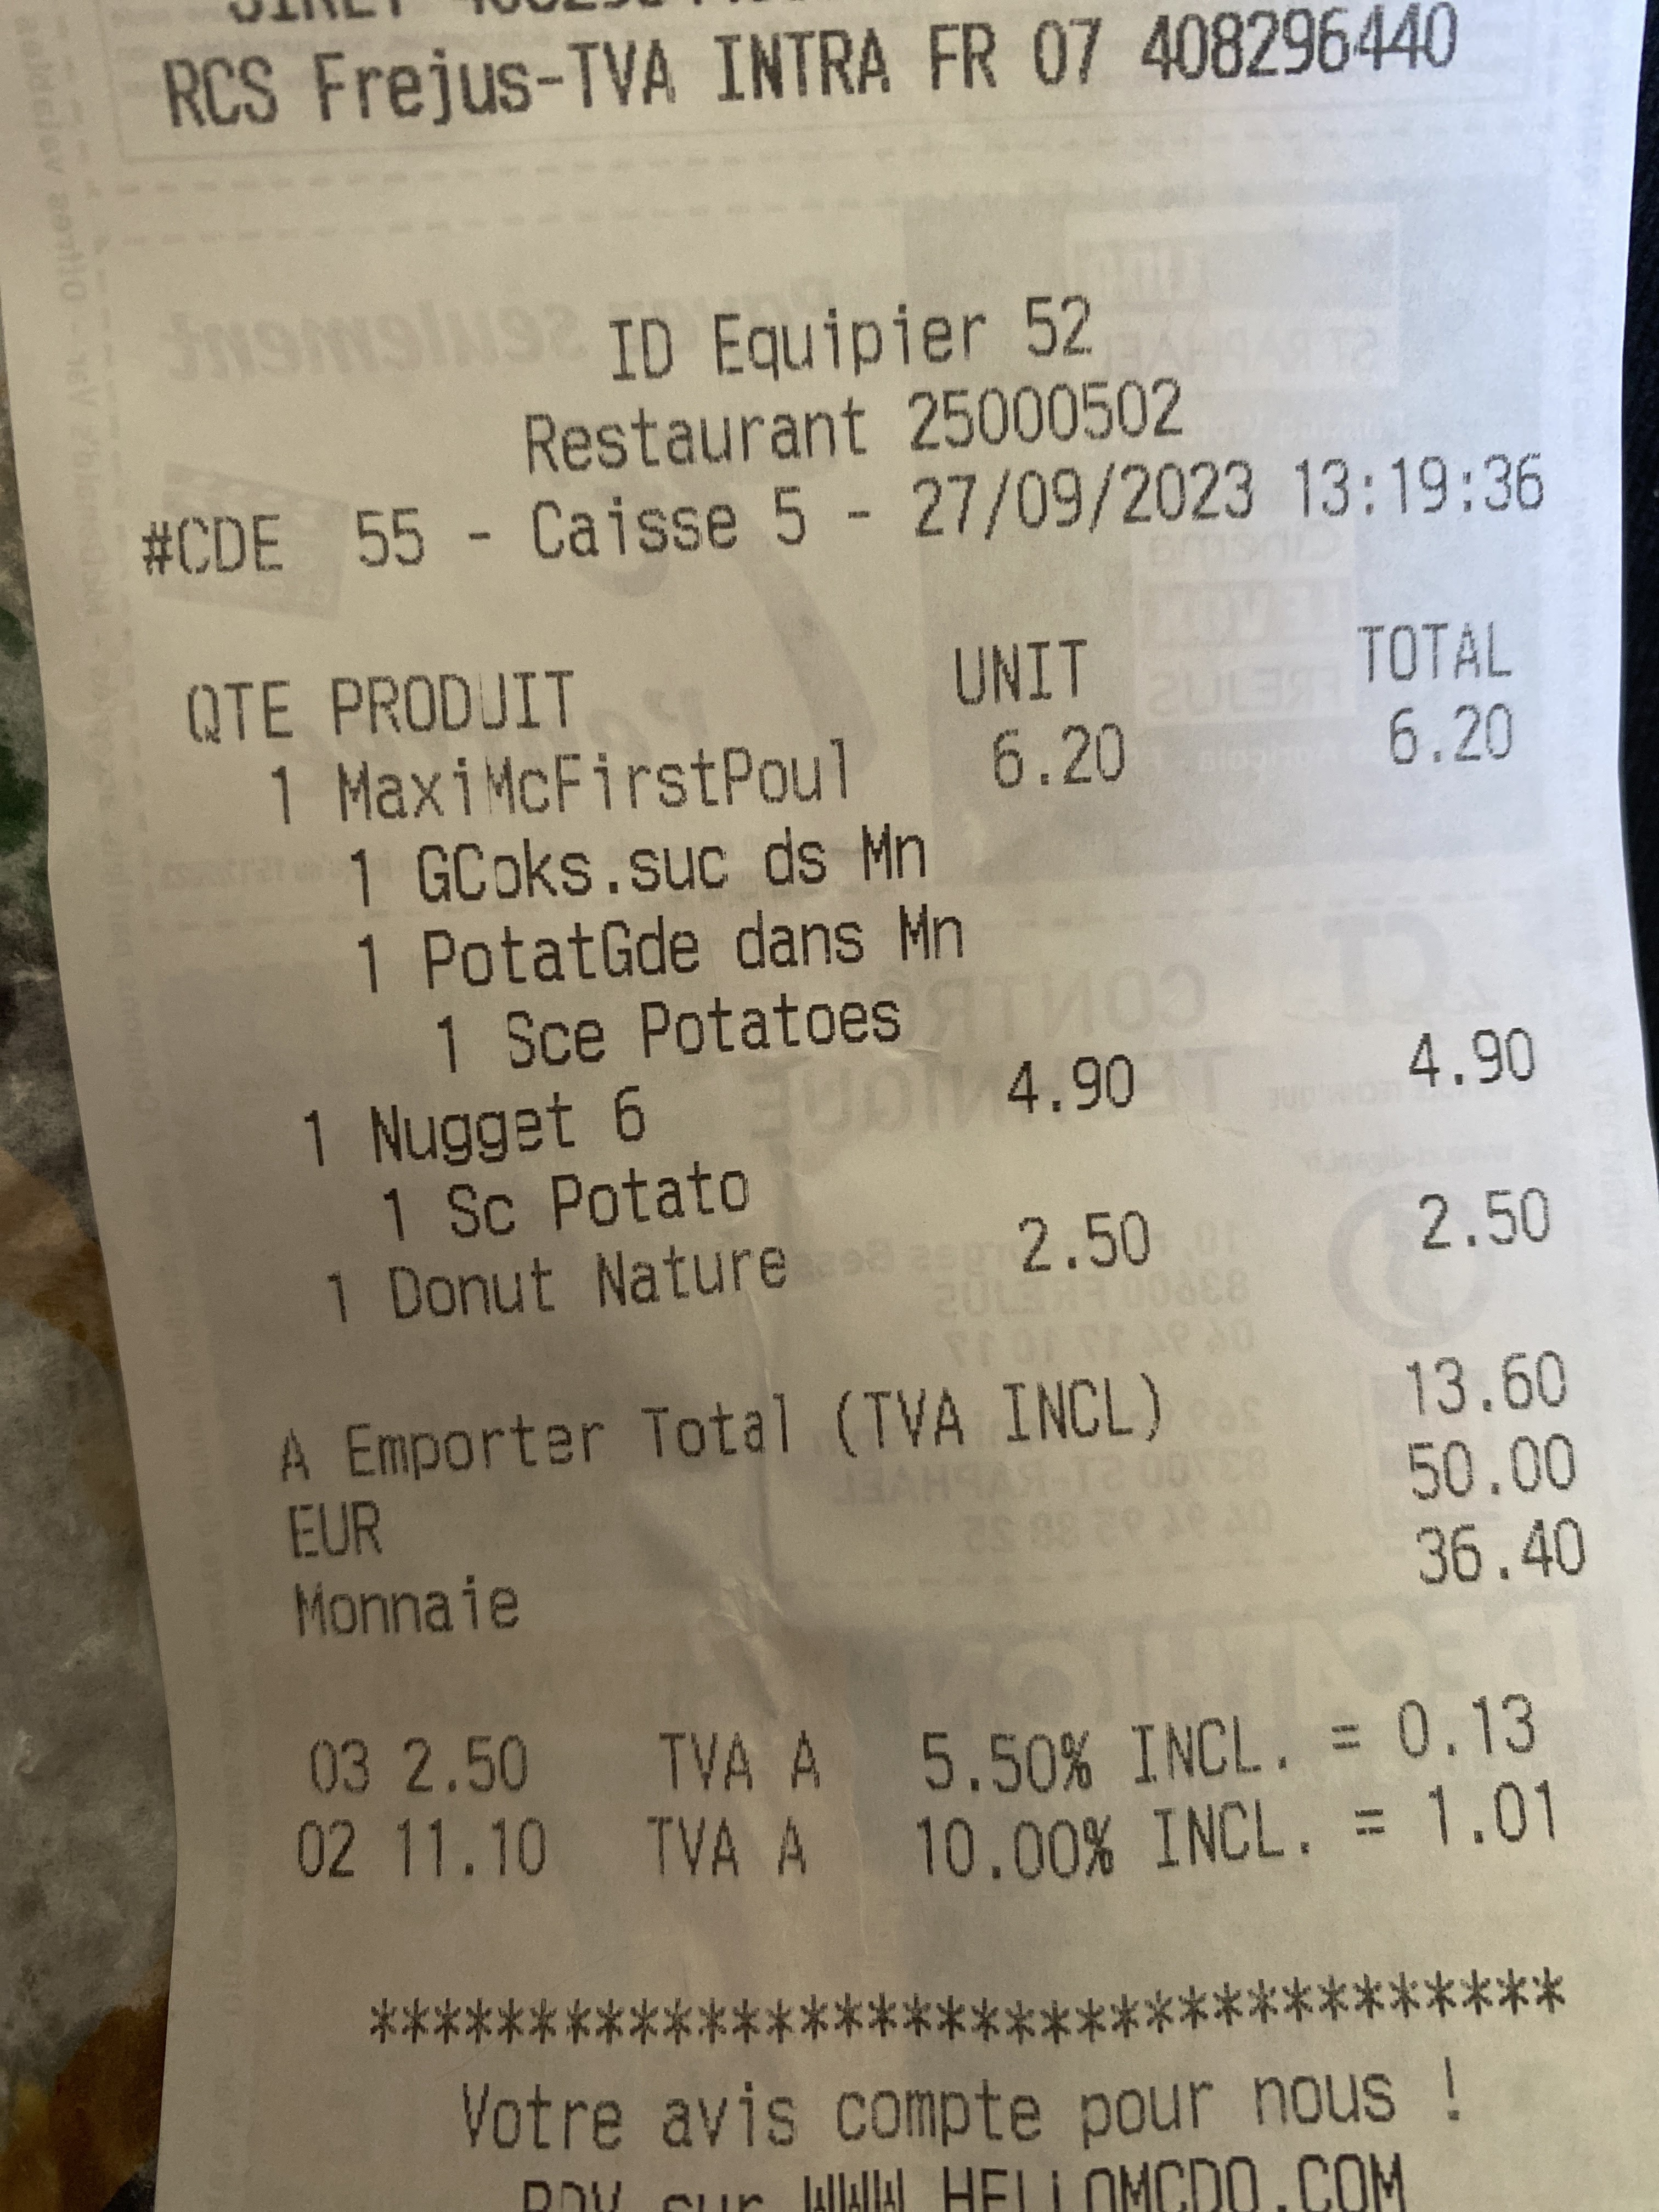 RCS Frejus-TVA INTRA FR 07 408296440
ID Equipier 52
Restaurant 25000502
#CDE 55 - Caisse 5 - 27/09/2023 13:19:36
QTE PRODUIT UNIT TOTAL
1 MaxiMcFirstPoul 6.20 6.20
1 GCoks.suc ds Mn
1 PotatGde dans Mn
1 Sce Potatoes
1 Nugget 6 4.90 4.90
1 Sc Potato
1 Donut Nature 2.50 2.50
A Emporter Total (TVA INCL) 13.60
EUR 50.00
Monnaie 36.40
03 2.50 TVA A 5.50% INCL. = 0.13
02 11.10 TVA A 10.00% INCL. = 1.01
************************************
Votre avis compte pour nous !
RDV sur WWW.HELLOMCDO.COM